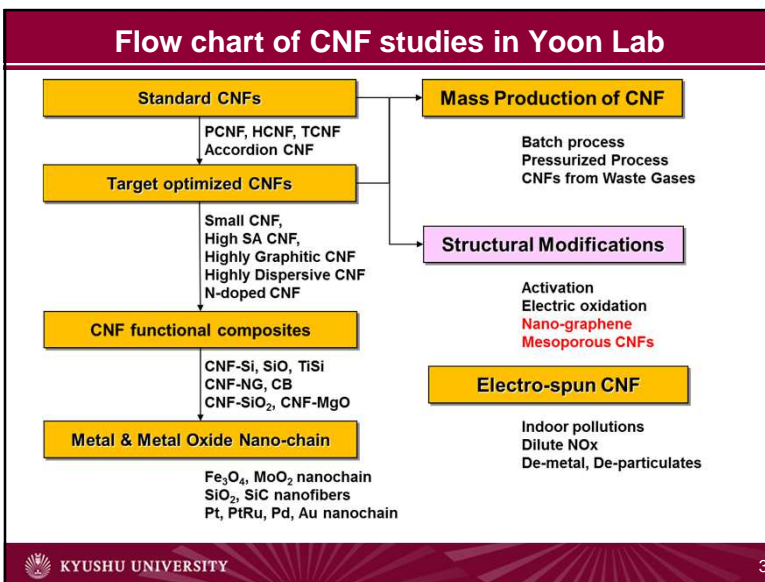 Flow chart of CNF studies in Yoon Lab
Standard CNFs
PCNF, HCNF, TCNF
Accordion CNF
Target optimized CNFs
Small CNF,
High SA CNF,
Highly Graphitic CNF
Highly Dispersive CNF
N-doped CNF
CNF functional composites
CNF-Si, SiO, TiSi
CNF-NG, CB
CNF-SiO₂, CNF-MgO
Metal & Metal Oxide Nano-chain
Fe₃O₄, MoO₂ nanochain
SiO₂, SiC nanofibers
Pt, PtRu, Pd, Au nanochain
Mass Production of CNF
Batch process
Pressurized Process
CNFs from Waste Gases
Structural Modifications
Activation
Electric oxidation
Nano-graphene
Mesoporous CNFs
Electro-spun CNF
Indoor pollutions
Dilute NOx
De-metal, De-particulates
KYUSHU UNIVERSITY
3